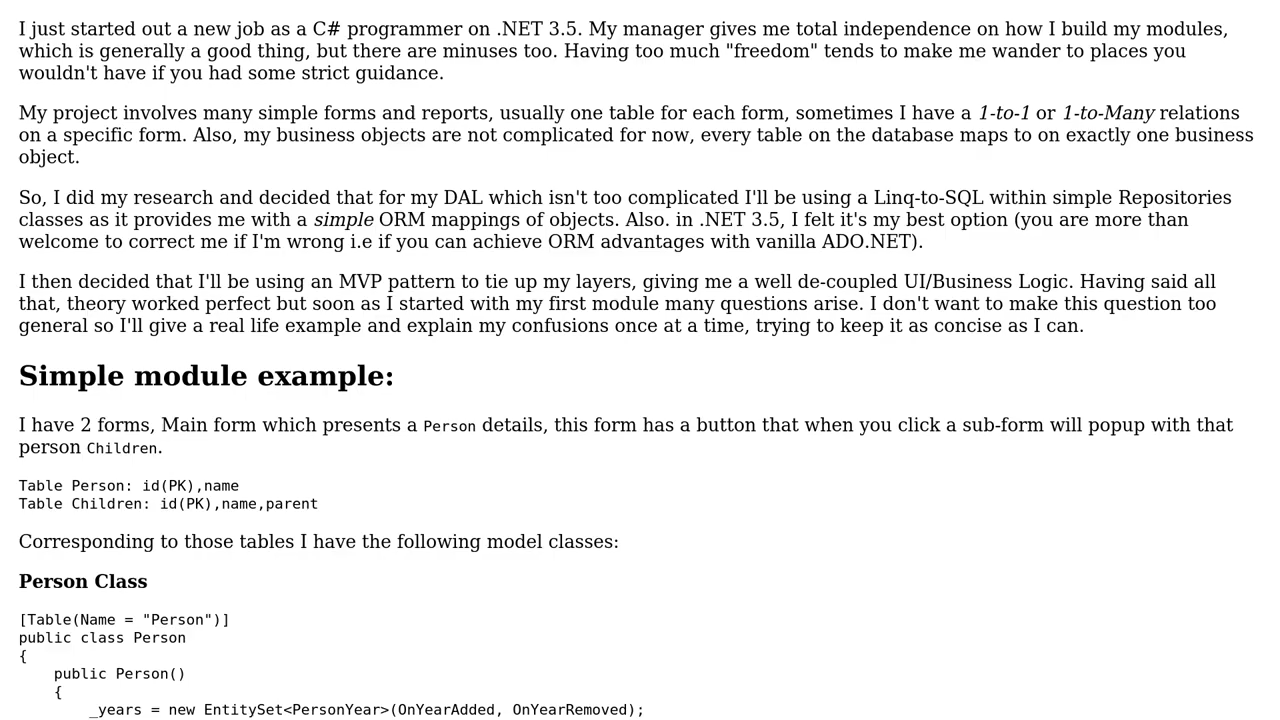 I just started out a new job as a C# programmer on .NET 3.5. My manager gives me total independence on how I build my modules,
which is generally a good thing, but there are minuses too. Having too much "freedom" tends to make me wander to places you
wouldn't have if you had some strict guidance.
My project involves many simple forms and reports, usually one table for each form, sometimes I have a 1-to-1 or 1-to-Many relations
on a specific form. Also, my business objects are not complicated for now, every table on the database maps to on exactly one business
object.
So, I did my research and decided that for my DAL which isn't too complicated I'll be using a Linq-to-SQL within simple Repositories
classes as it provides me with a simple ORM mappings of objects. Also. in .NET 3.5, I felt it's my best option (you are more than
welcome to correct me if I'm wrong i.e if you can achieve ORM advantages with vanilla ADO.NET).
I then decided that I'll be using an MVP pattern to tie up my layers, giving me a well de-coupled UI/Business Logic. Having said all
that, theory worked perfect but soon as I started with my first module many questions arise. I don't want to make this question too
general so I'll give a real life example and explain my confusions once at a time, trying to keep it as concise as I can.
Simple module example:
I have 2 forms, Main form which presents a Person details, this form has a button that when you click a sub-form will popup with that
person Children.
Table Person: id(PK),name
Table Children: id(PK),name,parent
Corresponding to those tables I have the following model classes:
Person Class
[Table(Name = "Person")]
public class Person
{
    public Person()
    {
        _years = new EntitySet<PersonYear>(OnYearAdded, OnYearRemoved);